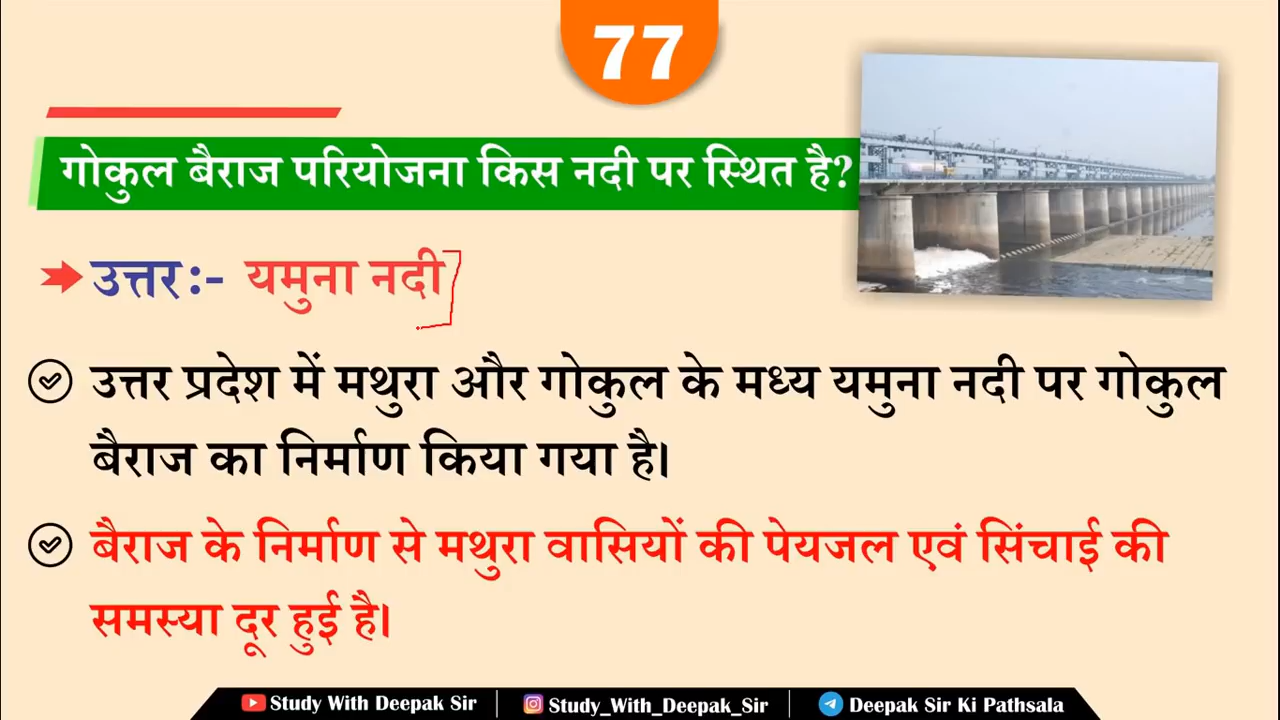 77
गोकुल बैराज परियोजना किस नदी पर स्थित है?
उत्तर:- यमुना नदी
उत्तर प्रदेश में मथुरा और गोकुल के मध्य यमुना नदी पर गोकुल
बैराज का निर्माण किया गया है।
बैराज के निर्माण से मथुरा वासियों की पेयजल एवं सिंचाई की
समस्या दूर हुई है।
Study With Deepak Sir
Study_With_Deepak_Sir
Deepak Sir Ki Pathsala